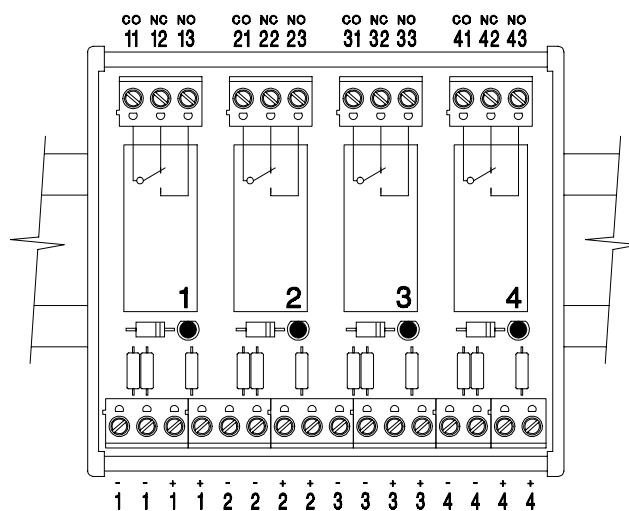 CO NC NO CO NC NO CO NC NO CO NC NO
11 12 13 21 22 23 31 32 33 41 42 43
1 2 3 4
- - + + - - + + - - + + - - + +
1 1 1 1 2 2 2 2 3 3 3 3 4 4 4 4